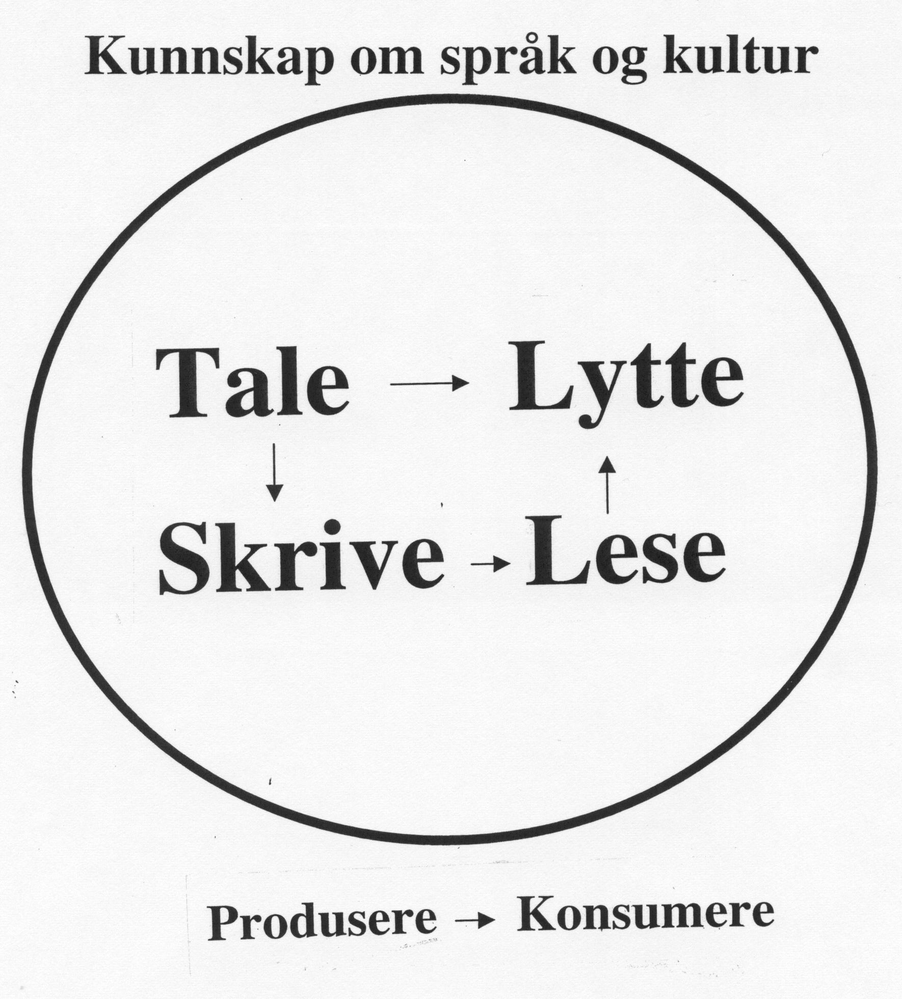 Kunnskap om språk og kultur
Tale → Lytte
Skrive → Lese
Produsere → Konsumere